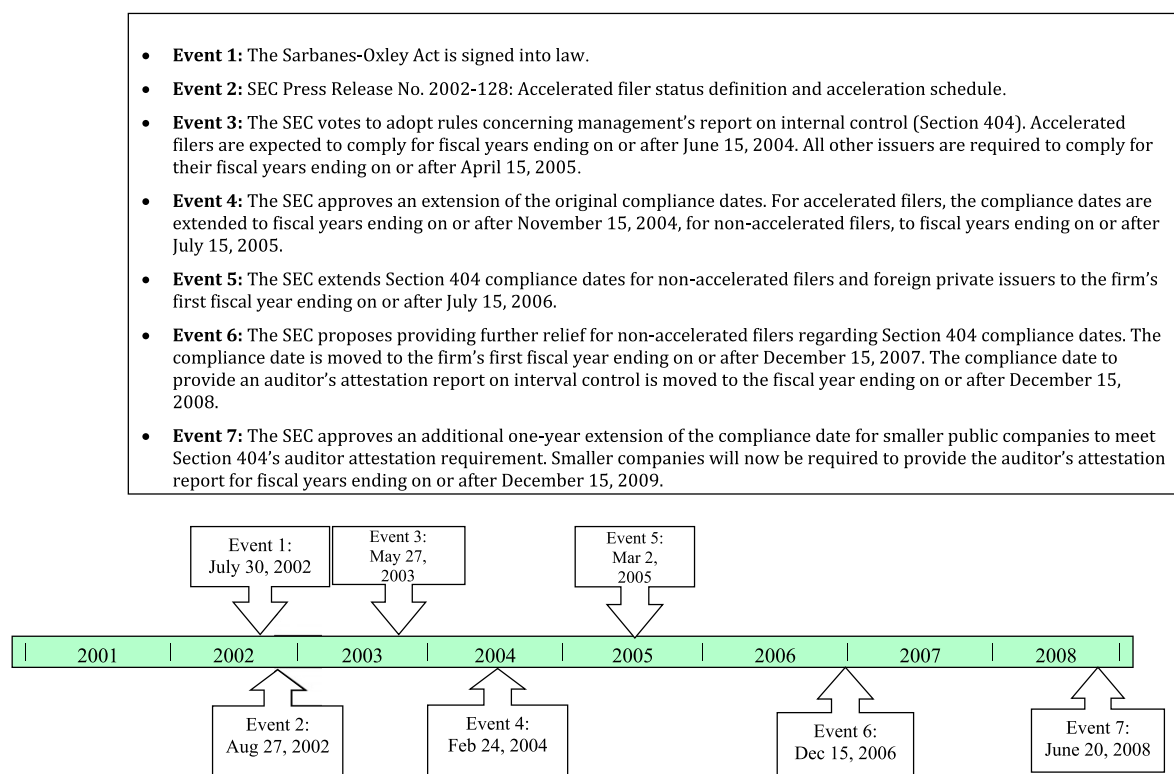 • Event 1: The Sarbanes-Oxley Act is signed into law.
• Event 2: SEC Press Release No. 2002-128: Accelerated filer status definition and acceleration schedule.
• Event 3: The SEC votes to adopt rules concerning management's report on internal control (Section 404). Accelerated
filers are expected to comply for fiscal years ending on or after June 15, 2004. All other issuers are required to comply for
their fiscal years ending on or after April 15, 2005.
• Event 4: The SEC approves an extension of the original compliance dates. For accelerated filers, the compliance dates are
extended to fiscal years ending on or after November 15, 2004, for non-accelerated filers, to fiscal years ending on or after
July 15, 2005.
• Event 5: The SEC extends Section 404 compliance dates for non-accelerated filers and foreign private issuers to the firm's
first fiscal year ending on or after July 15, 2006.
• Event 6: The SEC proposes providing further relief for non-accelerated filers regarding Section 404 compliance dates. The
compliance date is moved to the firm's first fiscal year ending on or after December 15, 2007. The compliance date to
provide an auditor's attestation report on interval control is moved to the fiscal year ending on or after December 15,
2008.
• Event 7: The SEC approves an additional one-year extension of the compliance date for smaller public companies to meet
Section 404's auditor attestation requirement. Smaller companies will now be required to provide the auditor's attestation
report for fiscal years ending on or after December 15, 2009.
Event 1:
July 30, 2002
Event 3:
May 27,
2003
Event 5:
Mar 2,
2005
2001
2002
2003
2004
2005
2006
2007
2008
Event 2:
Aug 27, 2002
Event 4:
Feb 24, 2004
Event 6:
Dec 15, 2006
Event 7:
June 20, 2008